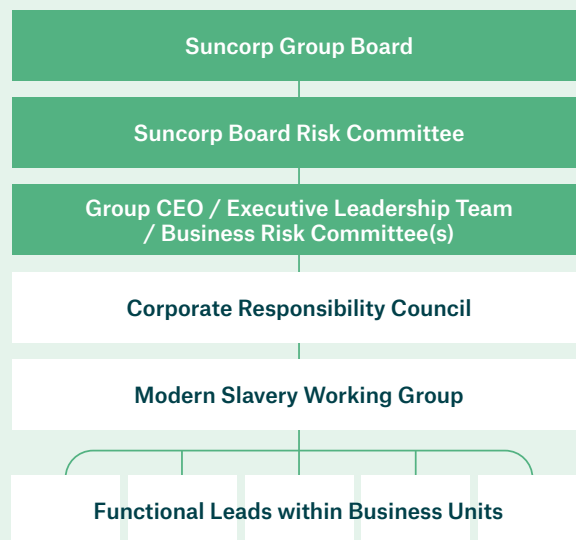 Suncorp Group Board
Suncorp Board Risk Committee
Group CEO / Executive Leadership Team
/ Business Risk Committee(s)
Corporate Responsibility Council
Modern Slavery Working Group
Functional Leads within Business Units